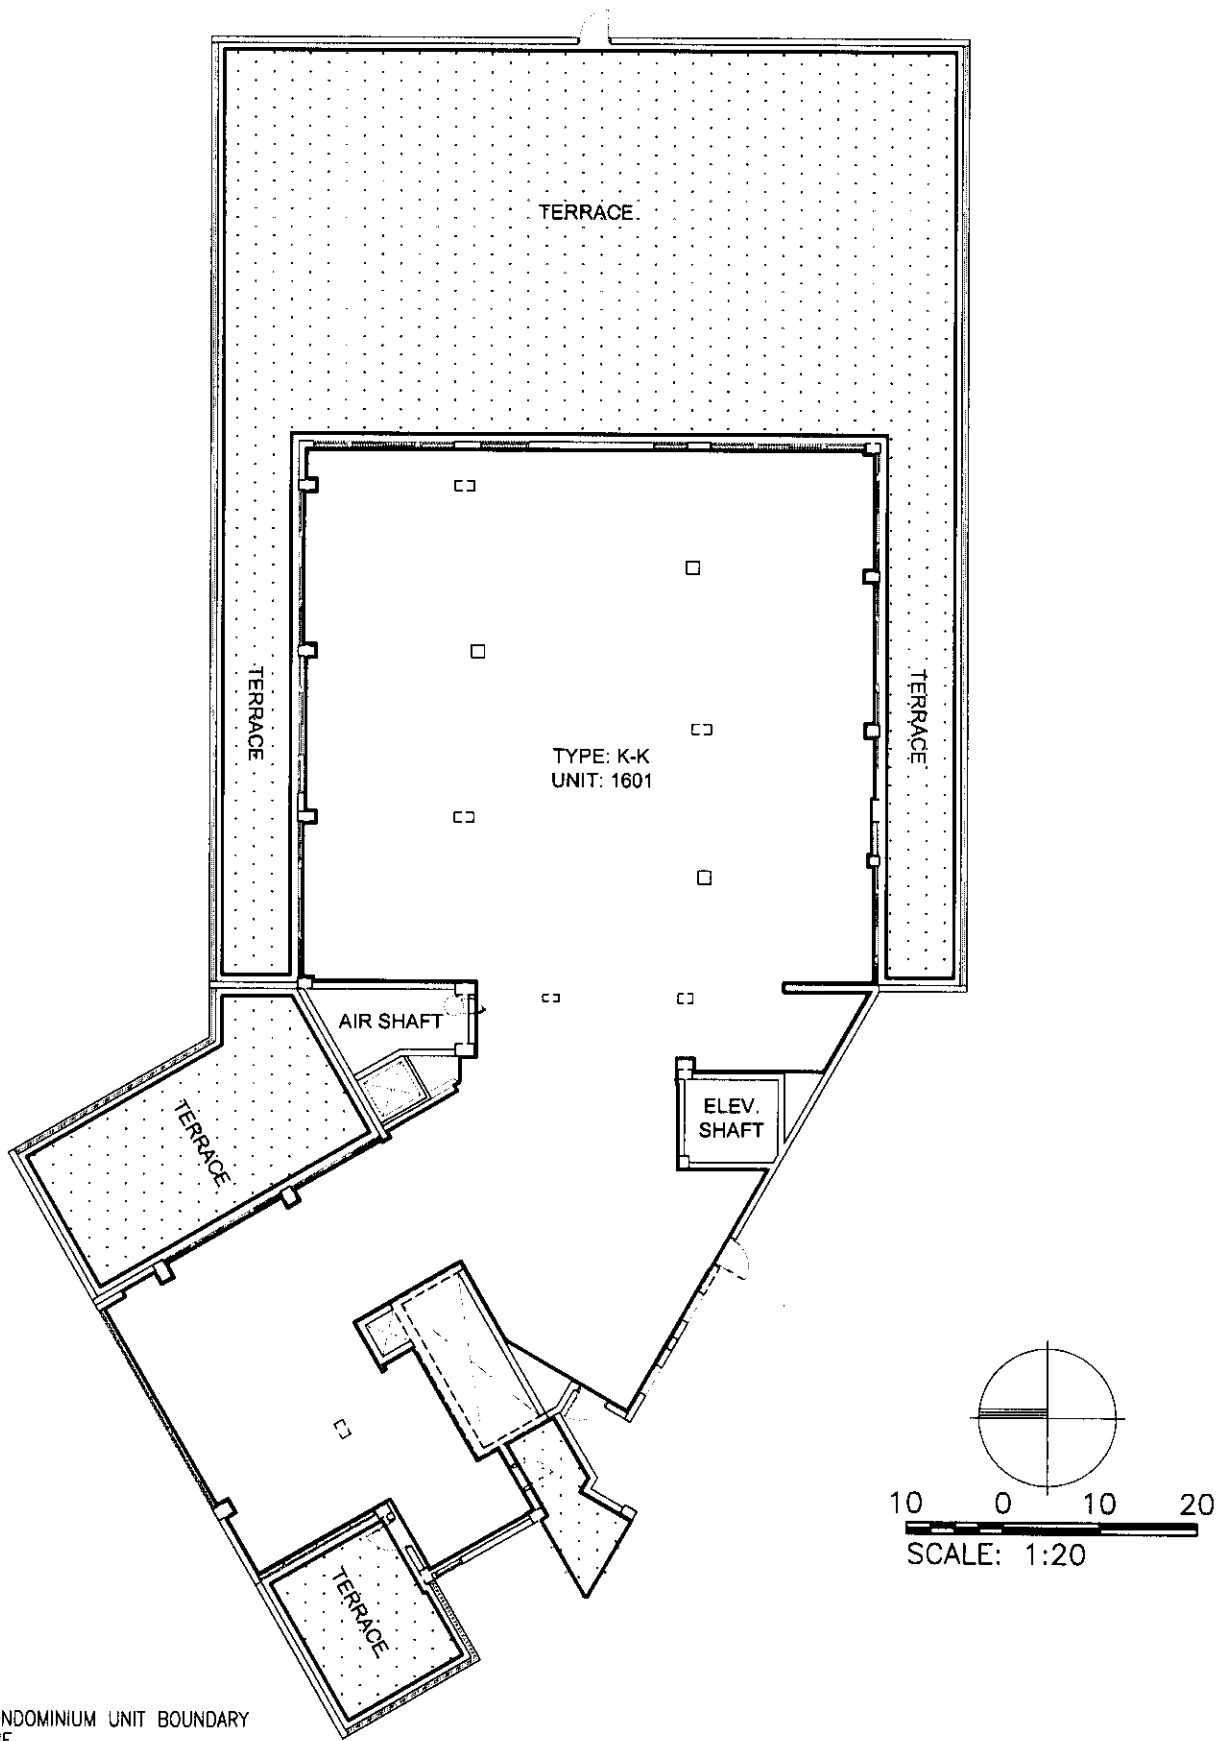 TERRACE
TERRACE
TERRACE
TYPE: K-K
UNIT: 1601
AIR SHAFT
TERRACE
ELEV.
SHAFT
10 0 10 20
SCALE: 1:20
TERRACE
NDOMINIUM UNIT BOUNDARY